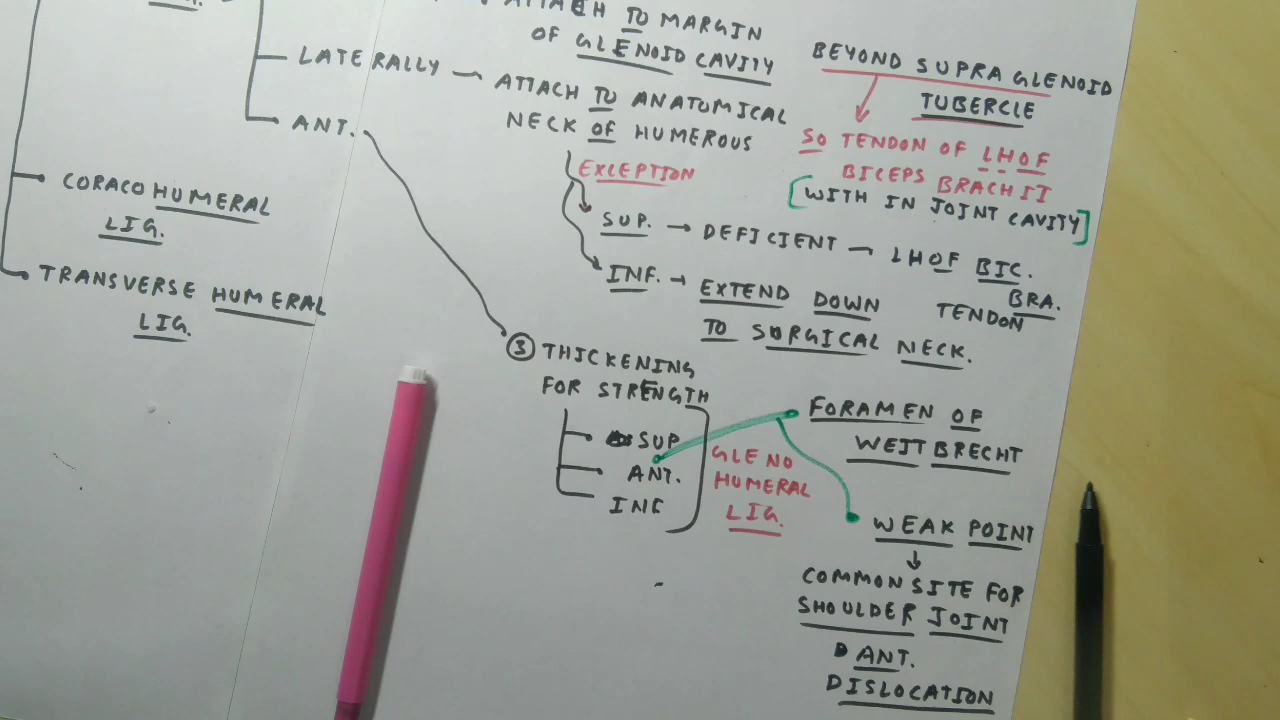 ATTACH TO MARGIN
OF GLENOID CAVITY
LATERALLY
ATTACH TO ANATOMICAL
NECK OF HUMEROUS
ANT.
EXCEPTION
SUP. → DEFICIENT — LHOF BIC.
BRA.
TENDON
INF. → EXTEND DOWN
TO SURGICAL NECK.
BEYOND SUPRA GLENOID
TUBERCLE
SO TENDON OF LHOF
BICEPS BRACHII
[WITH IN JOINT CAVITY]
CORACO HUMERAL
LIG.
TRANSVERSE HUMERAL
LIG.
③ THICKENING
FOR STRENGTH
SUP
ANT.
INF
GLENO
HUMERAL
LIG.
FORAMEN OF
WEITBRECHT
WEAK POINT
↓
COMMON SITE FOR
SHOULDER JOINT
ANT.
DISLOCATION